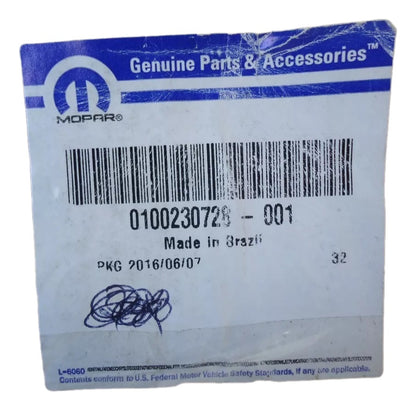 Genuine Parts & Accessories™
MOPAR®
0100230728 - 001
Made in Brazil
PKG 2016/06/07 32
L-6060
Contents conform to U.S. Federal Motor Vehicle Safety Standards, if any are applicable.